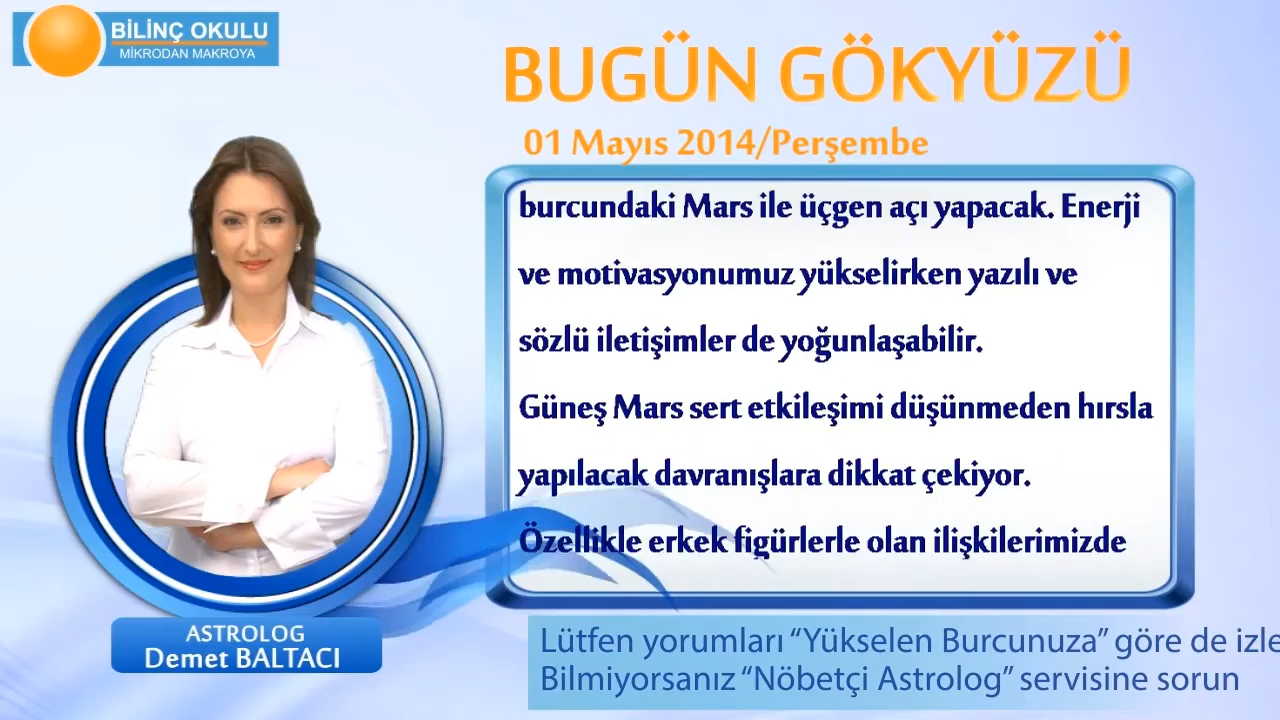 BİLİNÇ OKULU
MİKRODAN MAKROYA
BUGÜN GÖKYÜZÜ
01 Mayıs 2014/Perşembe
burcundaki Mars ile üçgen açı yapacak. Enerji
ve motivasyonumuz yükselirken yazılı ve
sözlü iletişimler de yoğunlaşabilir.
Güneş Mars sert etkileşimi düşünmeden hırsla
yapılacak davranışlara dikkat çekiyor.
Özellikle erkek figürlerle olan ilişkilerimizde
ASTROLOG
Demet BALTACI
Lütfen yorumları “Yükselen Burcunuza” göre de izle
Bilmiyorsanız “Nöbetçi Astrolog” servisine sorun